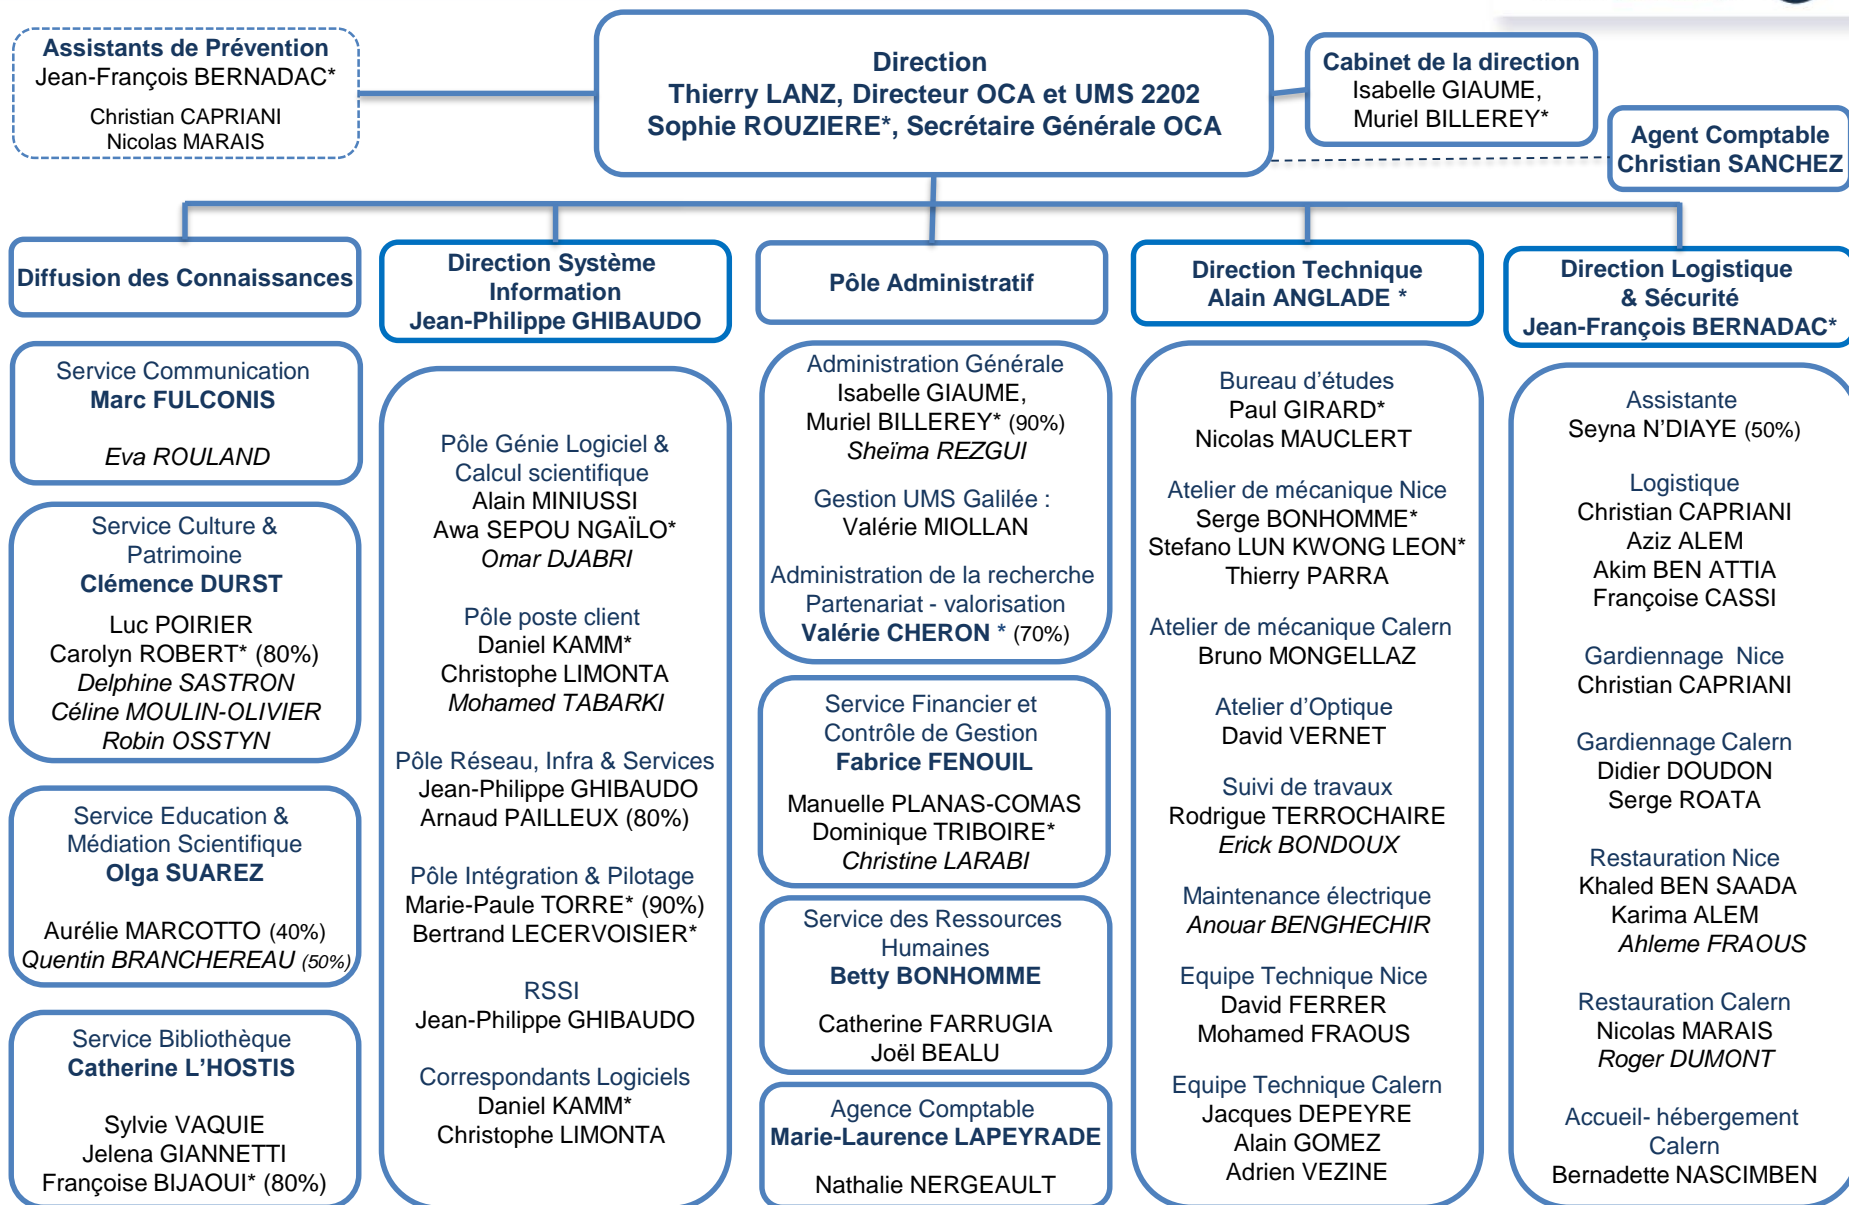 Assistants de Prévention
Jean-François BERNADAC*
Christian CAPRIANI
Nicolas MARAIS
Direction
Thierry LANZ, Directeur OCA et UMS 2202
Sophie ROUZIERE*, Secrétaire Générale OCA
Cabinet de la direction
Isabelle GIAUME,
Muriel BILLEREY*
Agent Comptable
Christian SANCHEZ
Diffusion des Connaissances
Service Communication
Marc FULCONIS
Eva ROULAND
Service Culture &
Patrimoine
Clémence DURST
Luc POIRIER
Carolyn ROBERT* (80%)
Delphine SASTRON
Céline MOULIN-OLIVIER
Robin OSSTYN
Service Education &
Médiation Scientifique
Olga SUAREZ
Aurélie MARCOTTO (40%)
Quentin BRANCHEREAU (50%)
Service Bibliothèque
Catherine L'HOSTIS
Sylvie VAQUIE
Jelena GIANNETTI
Françoise BIJAOUI* (80%)
Direction Système
Information
Jean-Philippe GHIBAUDO
Pôle Génie Logiciel &
Calcul scientifique
Alain MINIUSSI
Awa SEPOU NGAÏLO*
Omar DJABRI
Pôle poste client
Daniel KAMM*
Christophe LIMONTA
Mohamed TABARKI
Pôle Réseau, Infra & Services
Jean-Philippe GHIBAUDO
Arnaud PAILLEUX (80%)
Pôle Intégration & Pilotage
Marie-Paule TORRE* (90%)
Bertrand LECERVOISIER*
RSSI
Jean-Philippe GHIBAUDO
Correspondants Logiciels
Daniel KAMM*
Christophe LIMONTA
Pôle Administratif
Administration Générale
Isabelle GIAUME,
Muriel BILLEREY* (90%)
Sheïma REZGUI
Gestion UMS Galilée :
Valérie MIOLLAN
Administration de la recherche
Partenariat - valorisation
Valérie CHERON * (70%)
Service Financier et
Contrôle de Gestion
Fabrice FENOUIL
Manuelle PLANAS-COMAS
Dominique TRIBOIRE*
Christine LARABI
Service des Ressources
Humaines
Betty BONHOMME
Catherine FARRUGIA
Joël BEALU
Agence Comptable
Marie-Laurence LAPEYRADE
Nathalie NERGEAULT
Direction Technique
Alain ANGLADE *
Bureau d'études
Paul GIRARD*
Nicolas MAUCLERT
Atelier de mécanique Nice
Serge BONHOMME*
Stefano LUN KWONG LEON*
Thierry PARRA
Atelier de mécanique Calern
Bruno MONGELLAZ
Atelier d'Optique
David VERNET
Suivi de travaux
Rodrigue TERROCHAIRE
Erick BONDOUX
Maintenance électrique
Anouar BENGHECHIR
Equipe Technique Nice
David FERRER
Mohamed FRAOUS
Equipe Technique Calern
Jacques DEPEYRE
Alain GOMEZ
Adrien VEZINE
Direction Logistique
& Sécurité
Jean-François BERNADAC*
Assistante
Seyna N'DIAYE (50%)
Logistique
Christian CAPRIANI
Aziz ALEM
Akim BEN ATTIA
Françoise CASSI
Gardiennage Nice
Christian CAPRIANI
Gardiennage Calern
Didier DOUDON
Serge ROATA
Restauration Nice
Khaled BEN SAADA
Karima ALEM
Ahleme FRAOUS
Restauration Calern
Nicolas MARAIS
Roger DUMONT
Accueil- hébergement
Calern
Bernadette NASCIMBEN